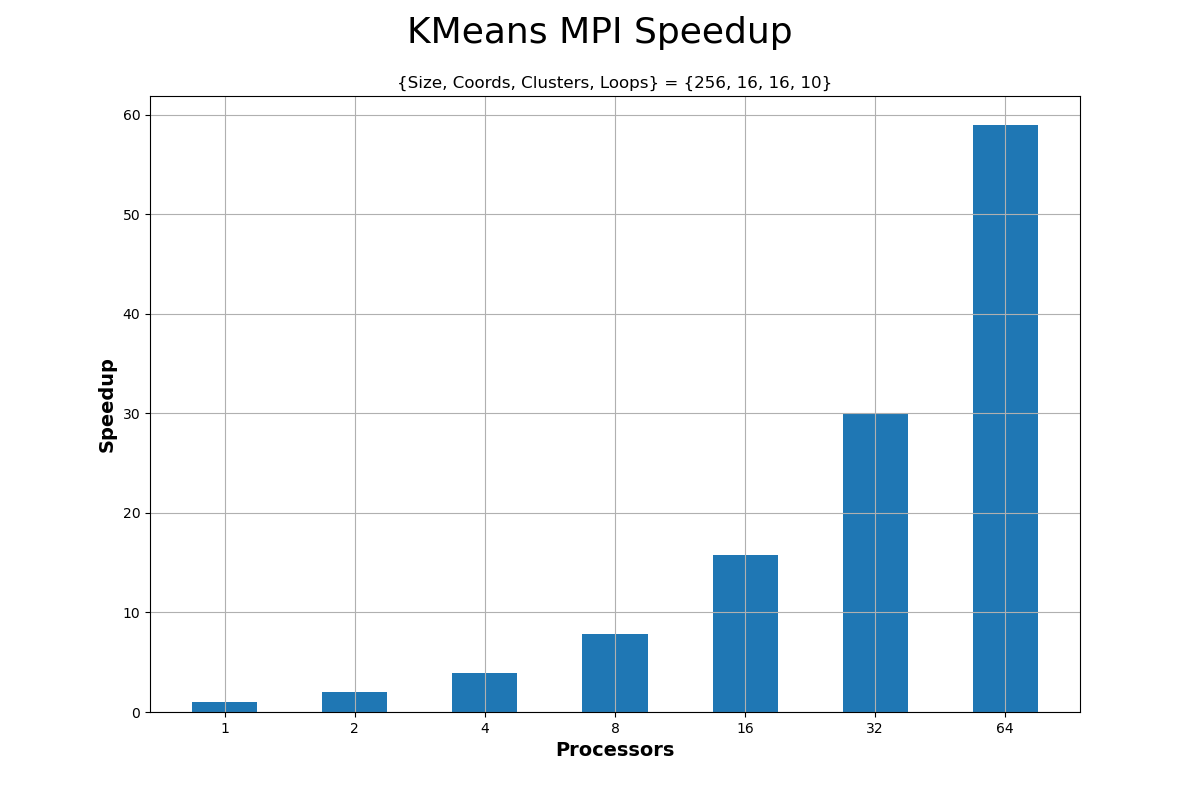 KMeans MPI Speedup
{Size, Coords, Clusters, Loops} = {256, 16, 16, 10}
60
50
40
30
20
10
0
Speedup
1 2 4 8 16 32 64
Processors